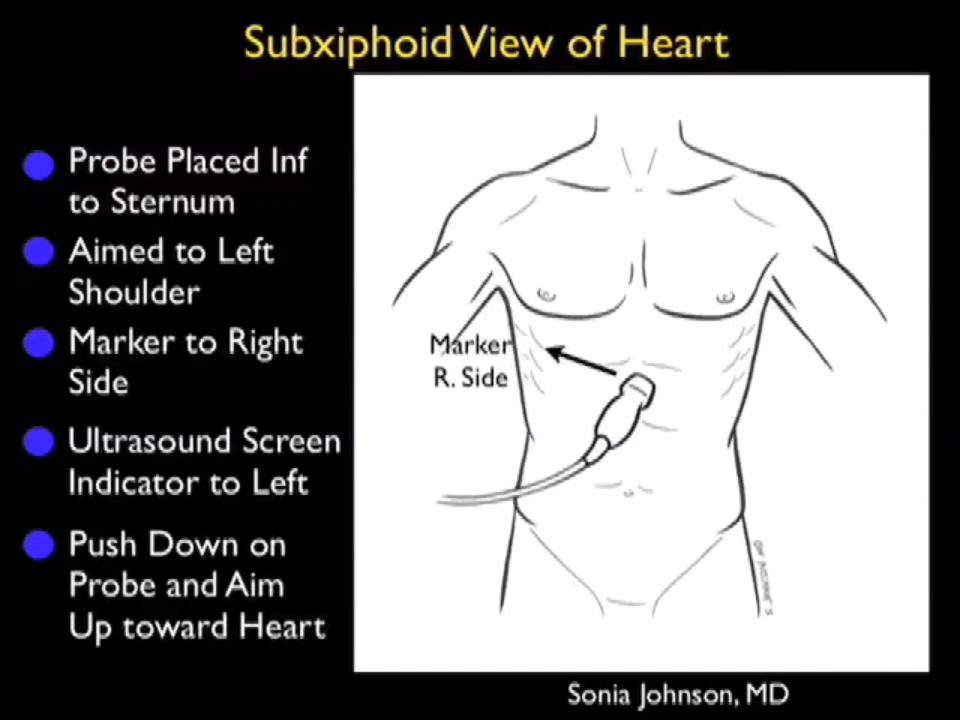 Subxiphoid View of Heart
Probe Placed Inf
to Sternum
Aimed to Left
Shoulder
Marker to Right
Side
Ultrasound Screen
Indicator to Left
Push Down on
Probe and Aim
Up toward Heart
Marker
R. Side
Sonia Johnson, MD